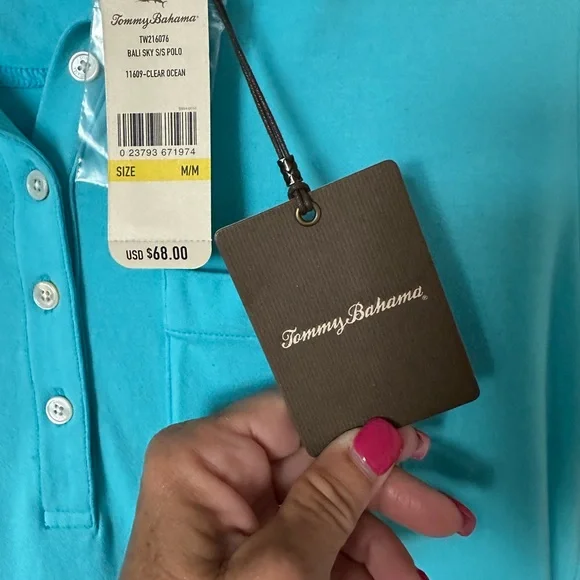 Tommy Bahama®
TW216076
BALI SKY S/S POLO
11609-CLEAR OCEAN
0 23793 671974
SIZE M/M
USD $68.00
Tommy Bahama®